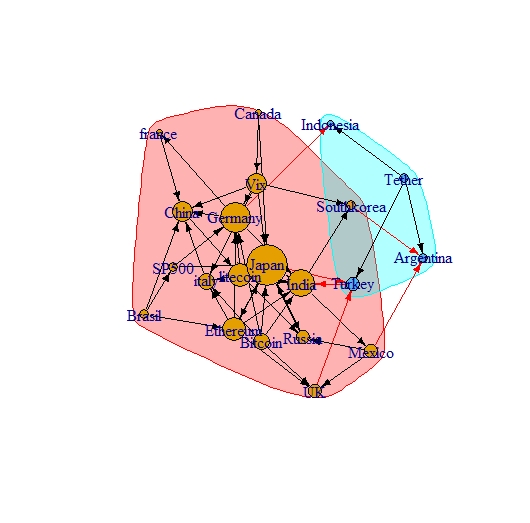 Canada
Indonesia
france
Vix
Tether
China
Germany
Southkorea
SP500
italy
litecoin
Japan
India
Turkey
Argentina
Brasil
Ethereum
Bitcoin
Russia
Mexico
UK